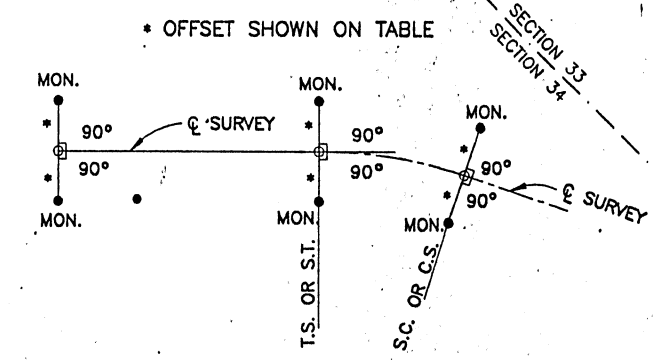 * OFFSET SHOWN ON TABLE
SECTION 33
SECTION 34
MON.
MON.
MON.
*
90°
℄ SURVEY
*
90°
*
90°
90°
*
90°
*
90°
℄ SURVEY
*
90°
MON.
MON.
MON.
T.S. OR S.T.
S.C. OR C.S.